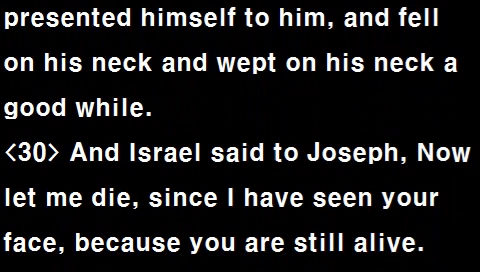 presented himself to him, and fell
on his neck and wept on his neck a
good while.
<30> And Israel said to Joseph, Now
let me die, since I have seen your
face, because you are still alive.